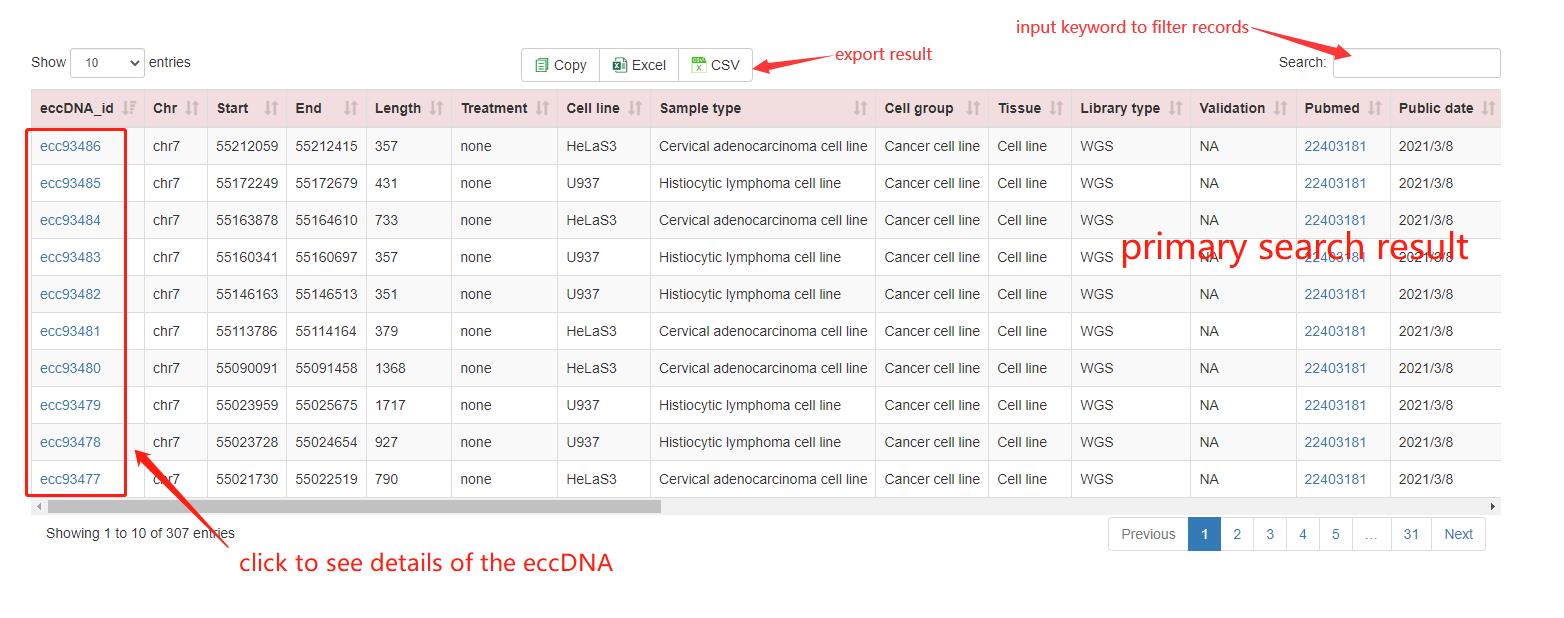 input keyword to filter records
Show 10 entries Copy Excel CSV export result Search:
eccDNA_id Chr Start End Length Treatment Cell line Sample type Cell group Tissue Library type Validation Pubmed Public date
ecc93486 chr7 55212059 55212415 357 none HeLaS3 Cervical adenocarcinoma cell line Cancer cell line Cell line WGS NA 22403181 2021/3/8
ecc93485 chr7 55172249 55172679 431 none U937 Histiocytic lymphoma cell line Cancer cell line Cell line WGS NA 22403181 2021/3/8
ecc93484 chr7 55163878 55164610 733 none HeLaS3 Cervical adenocarcinoma cell line Cancer cell line Cell line WGS NA 22403181 2021/3/8
primary search result
ecc93483 chr7 55160341 55160697 357 none U937 Histiocytic lymphoma cell line Cancer cell line Cell line WGS NA 22403181 2021/3/8
ecc93482 chr7 55146163 55146513 351 none U937 Histiocytic lymphoma cell line Cancer cell line Cell line WGS NA 22403181 2021/3/8
ecc93481 chr7 55113786 55114164 379 none HeLaS3 Cervical adenocarcinoma cell line Cancer cell line Cell line WGS NA 22403181 2021/3/8
ecc93480 chr7 55090091 55091458 1368 none HeLaS3 Cervical adenocarcinoma cell line Cancer cell line Cell line WGS NA 22403181 2021/3/8
ecc93479 chr7 55023959 55025675 1717 none U937 Histiocytic lymphoma cell line Cancer cell line Cell line WGS NA 22403181 2021/3/8
ecc93478 chr7 55023728 55024654 927 none U937 Histiocytic lymphoma cell line Cancer cell line Cell line WGS NA 22403181 2021/3/8
ecc93477 chr7 55021730 55022519 790 none HeLaS3 Cervical adenocarcinoma cell line Cancer cell line Cell line WGS NA 22403181 2021/3/8
Showing 1 to 10 of 307 entries Previous 1 2 3 4 5 … 31 Next
click to see details of the eccDNA